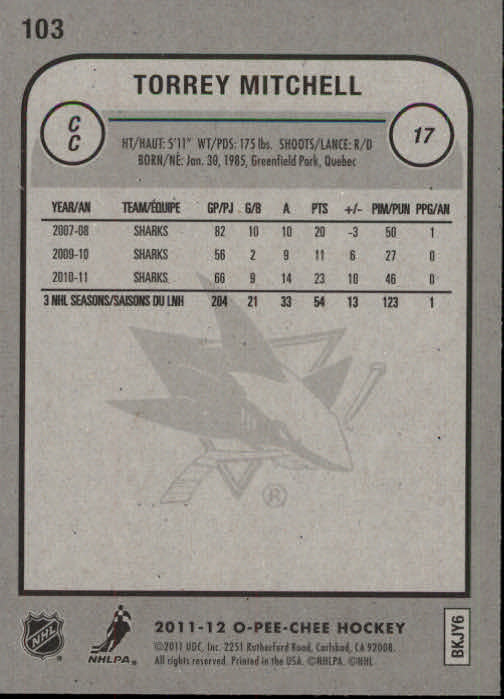 103
TORREY MITCHELL
C
C
17
HT/HAUT: 5'11" WT/PDS: 175 lbs. SHOOTS/LANCE: R/D
BORN/NÉ: Jan. 30, 1985, Greenfield Park, Quebec
YEAR/AN TEAM/ÉQUIPE GP/PJ G/B A PTS +/- PIM/PUN PPG/AN
2007-08 SHARKS 82 10 10 20 -3 50 1
2009-10 SHARKS 56 2 9 11 6 27 0
2010-11 SHARKS 66 9 14 23 10 46 0
3 NHL SEASONS/SAISONS DU LNH 204 21 33 54 13 123 1
®
NHL
NHLPA.
2011-12 O-PEE-CHEE HOCKEY
©2011 UDC, Inc. 2251 Rutherford Road, Carlsbad, CA 92008.
All rights reserved. Printed in the USA. ©NHLPA. ©NHL
BKJY6